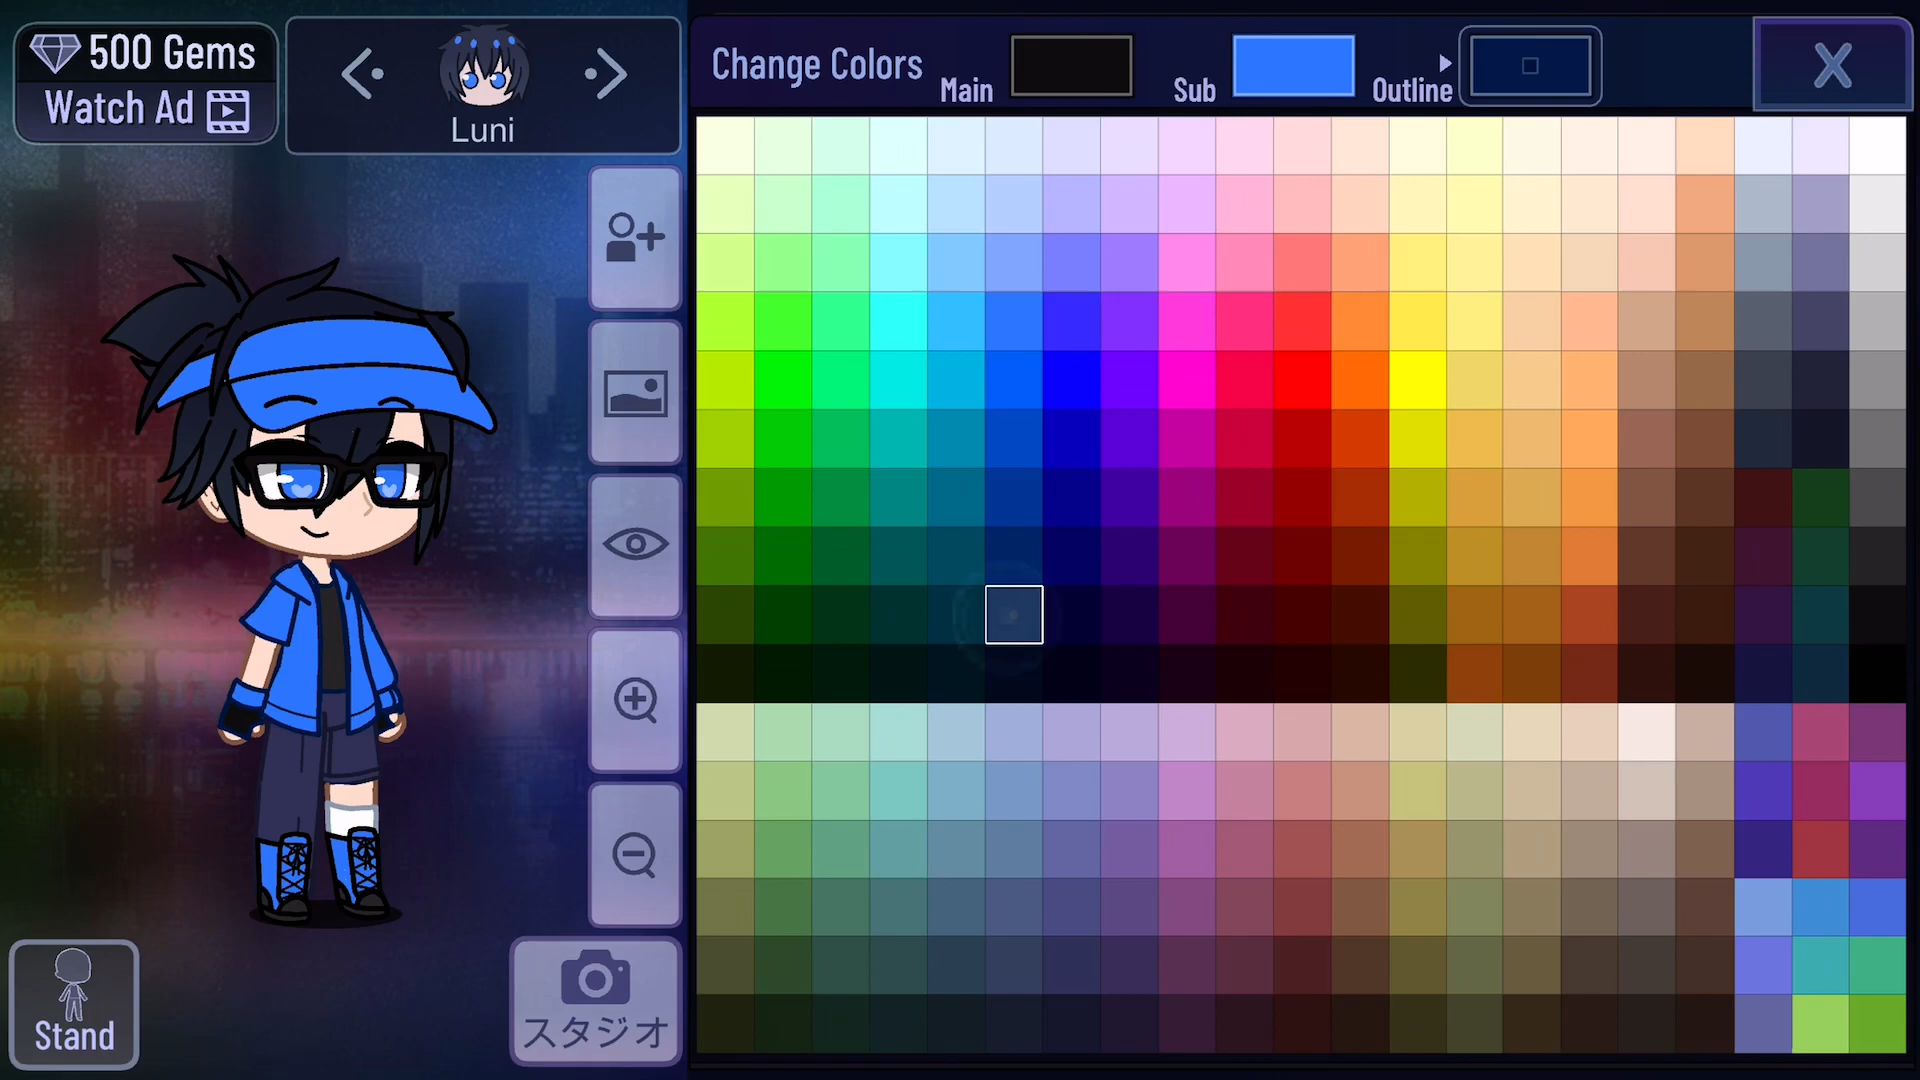 500 Gems
Watch Ad
Luni
Change Colors
Main
Sub
Outline
X
Stand
スタジオ